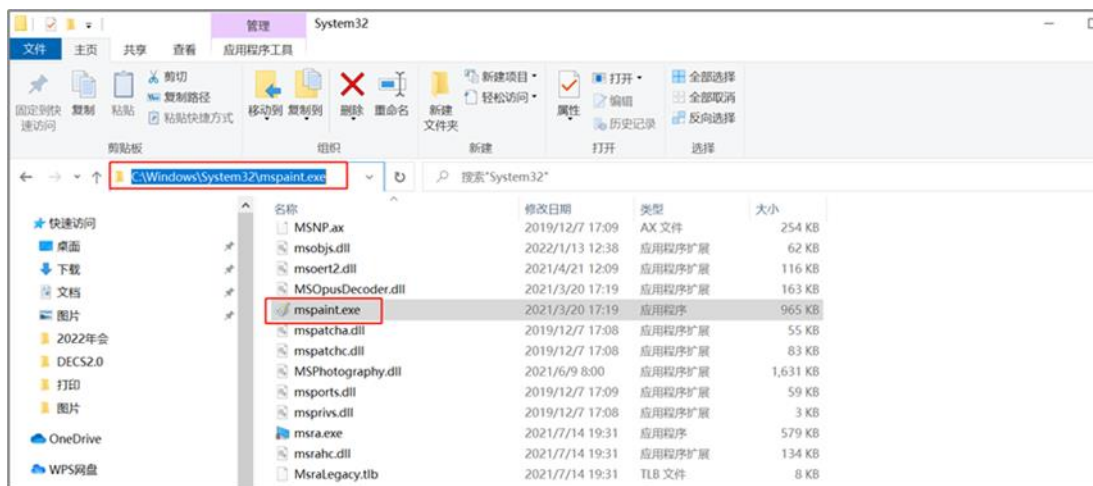 管理 System32
文件 主页 共享 查看 应用程序工具
固定到快速访问 复制 粘贴 剪切 复制路径 粘贴快捷方式
剪贴板
移动到 复制到 删除 重命名
组织
新建文件夹 新建项目 轻松访问
新建
属性 打开 编辑 历史记录
打开
全部选择 全部取消 反向选择
选择
C:\Windows\System32\mspaint.exe 搜索"System32"
快速访问
桌面
下载
文档
图片
2022年会
DECS2.0
打印
图片
OneDrive
WPS网盘
名称 修改日期 类型 大小
MSNP.ax 2019/12/7 17:09 AX 文件 254 KB
msobjs.dll 2022/1/13 12:38 应用程序扩展 62 KB
msoert2.dll 2021/4/21 12:09 应用程序扩展 116 KB
MSOpusDecoder.dll 2021/3/20 17:19 应用程序扩展 163 KB
mspaint.exe 2021/3/20 17:19 应用程序 965 KB
mspatcha.dll 2019/12/7 17:08 应用程序扩展 55 KB
mspatchc.dll 2019/12/7 17:08 应用程序扩展 83 KB
MSPhotography.dll 2021/6/9 8:00 应用程序扩展 1,631 KB
msports.dll 2019/12/7 17:09 应用程序扩展 59 KB
msprivs.dll 2019/12/7 17:08 应用程序扩展 3 KB
msra.exe 2021/7/14 19:31 应用程序 579 KB
msrahc.dll 2021/7/14 19:31 应用程序扩展 134 KB
MsraLegacy.tlb 2021/7/14 19:31 TLB 文件 8 KB